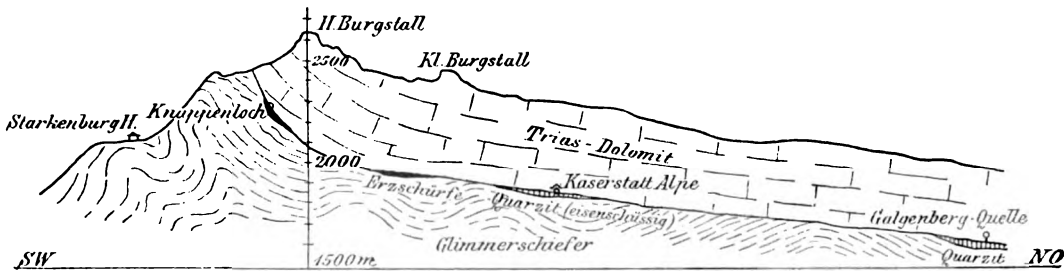 H. Burgstall
2500
Kl. Burgstall
Knappenloch
Starkenburg H.
Trias-Dolomit
2000
Erzschürfe
Kaserstatt Alpe
Quarzit (eisenschüssig)
Galgenberg-Quelle
Glimmerschiefer
Quarzit
SW
1500m
NO